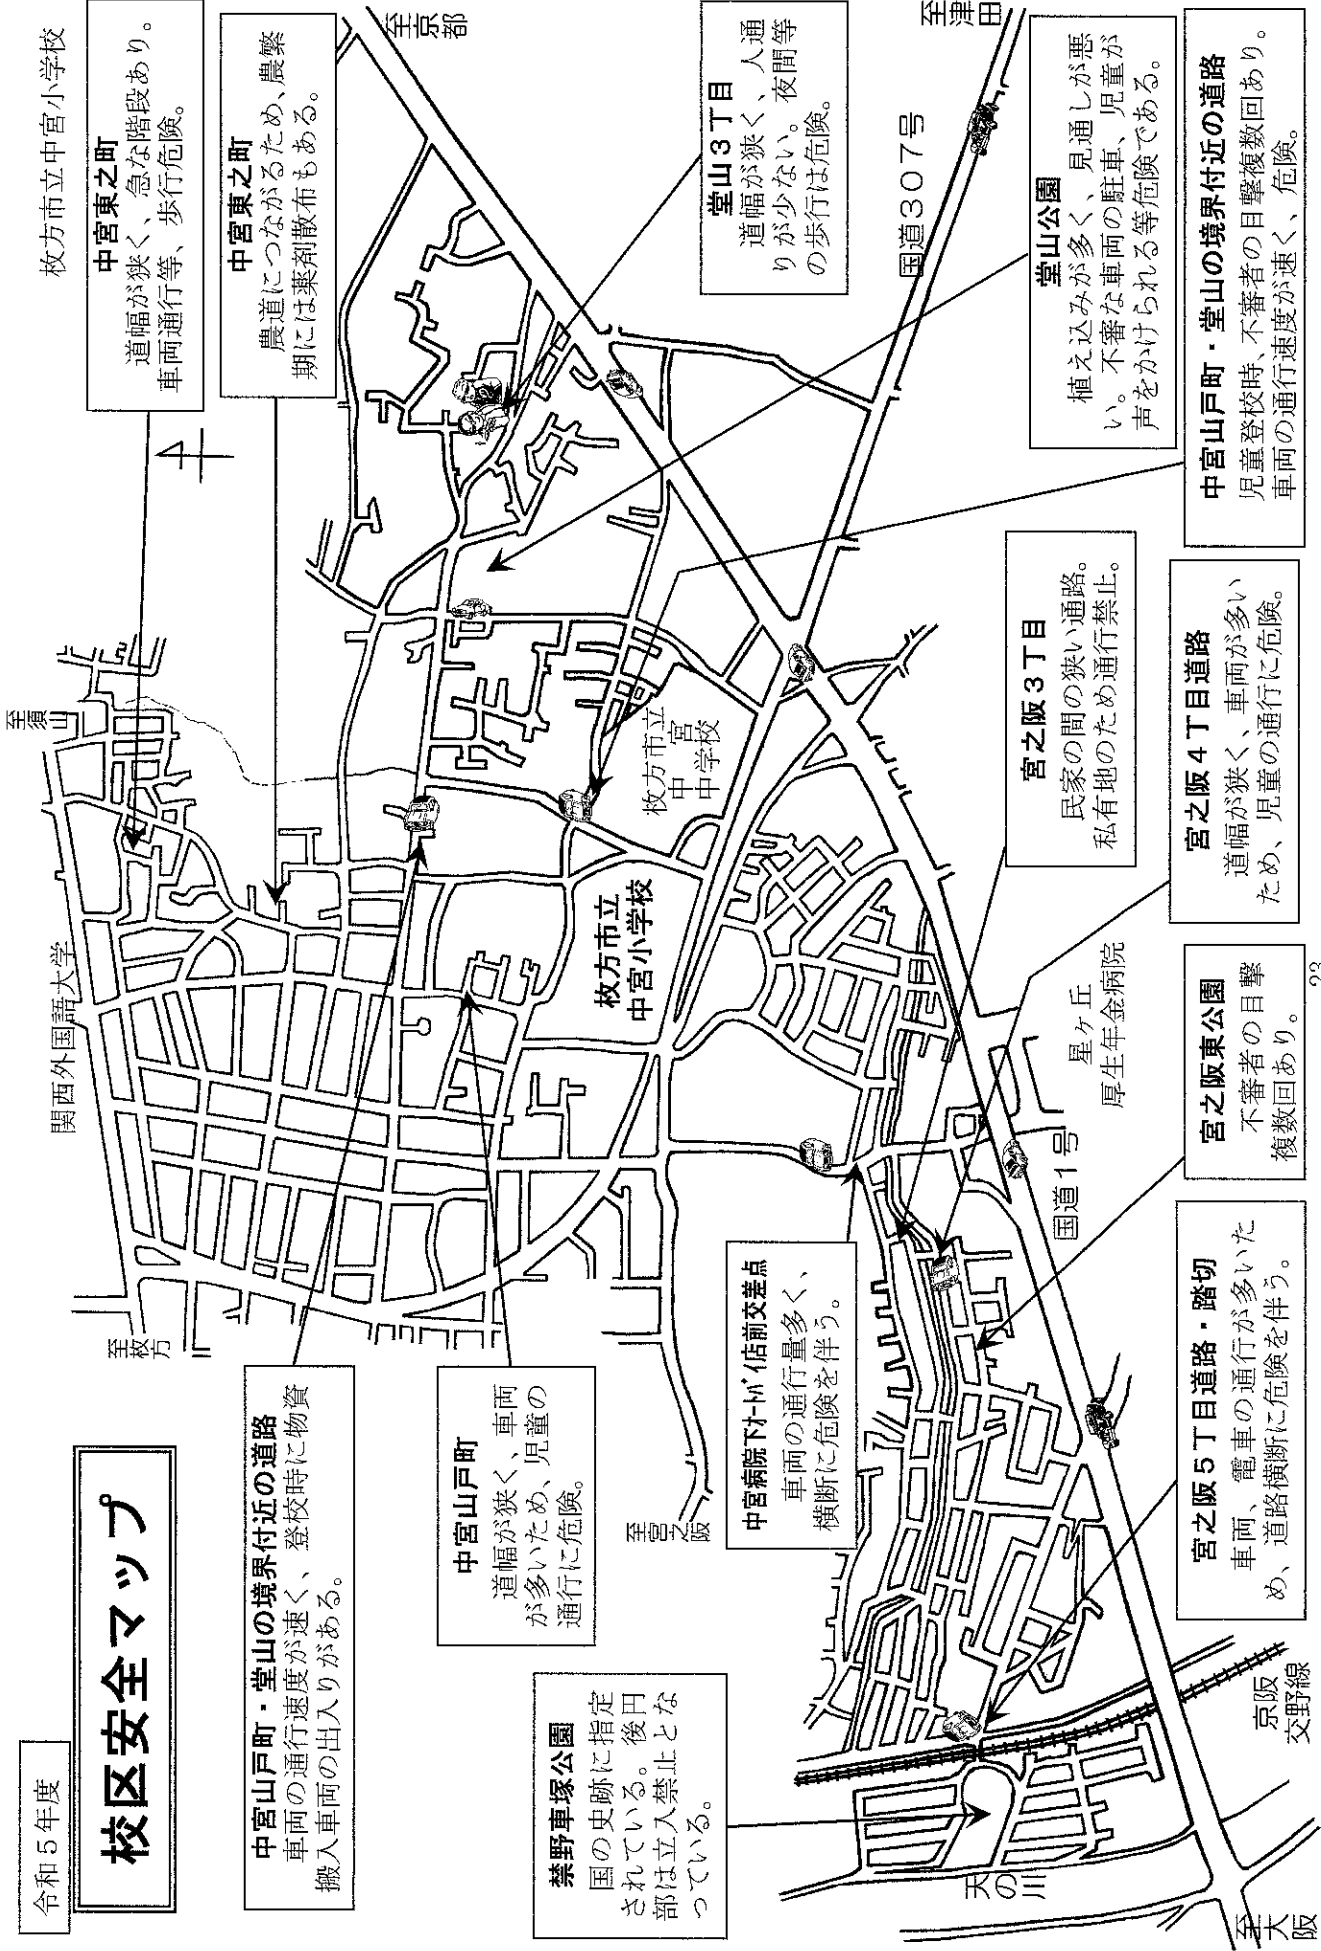 令和５年度
校区安全マップ
枚方市立中宮小学校
中宮東之町
道幅が狭く、急な階段あり。
車両通行等、歩行危険。
中宮東之町
農道につながるため、農繁
期には薬剤散布もある。
中宮山戸町・堂山の境界付近の道路
車両の通行速度が速く、登校時に物資
搬入車両の出入りがある。
中宮山戸町
道幅が狭く、車両
が多いため、児童の
通行に危険。
禁野車塚公園
国の史跡に指定
されている。後円
部は立入禁止とな
っている。
中宮病院下ｵｰﾄﾊﾞｲ店前交差点
車両の通行量多く、
横断に危険を伴う。
堂山３丁目
道幅が狭く、人通
りが少ない。夜間等
の歩行は危険。
堂山公園
植え込みが多く、見通しが悪
い。不審な車両の駐車、児童が
声をかけられる等危険である。
中宮山戸町・堂山の境界付近の道路
児童登校時、不審者の目撃複数回あり。
車両の通行速度が速く、危険。
宮之阪３丁目
民家の間の狭い通路。
私有地のため通行禁止。
宮之阪４丁目道路
道幅が狭く、車両が多い
ため、児童の通行に危険。
宮之阪東公園
不審者の目撃
複数回あり。
宮之阪５丁目道路・踏切
車両、電車の通行が多いた
め、道路横断に危険を伴う。
至枚方
関西外国語大学
至須山
至京都
至津田
国道３０７号
枚方市立
中宮
中学校
枚方市立
中宮小学校
至宮之阪
星ヶ丘
厚生年金病院
国道１号
天の川
京阪
交野線
至大阪